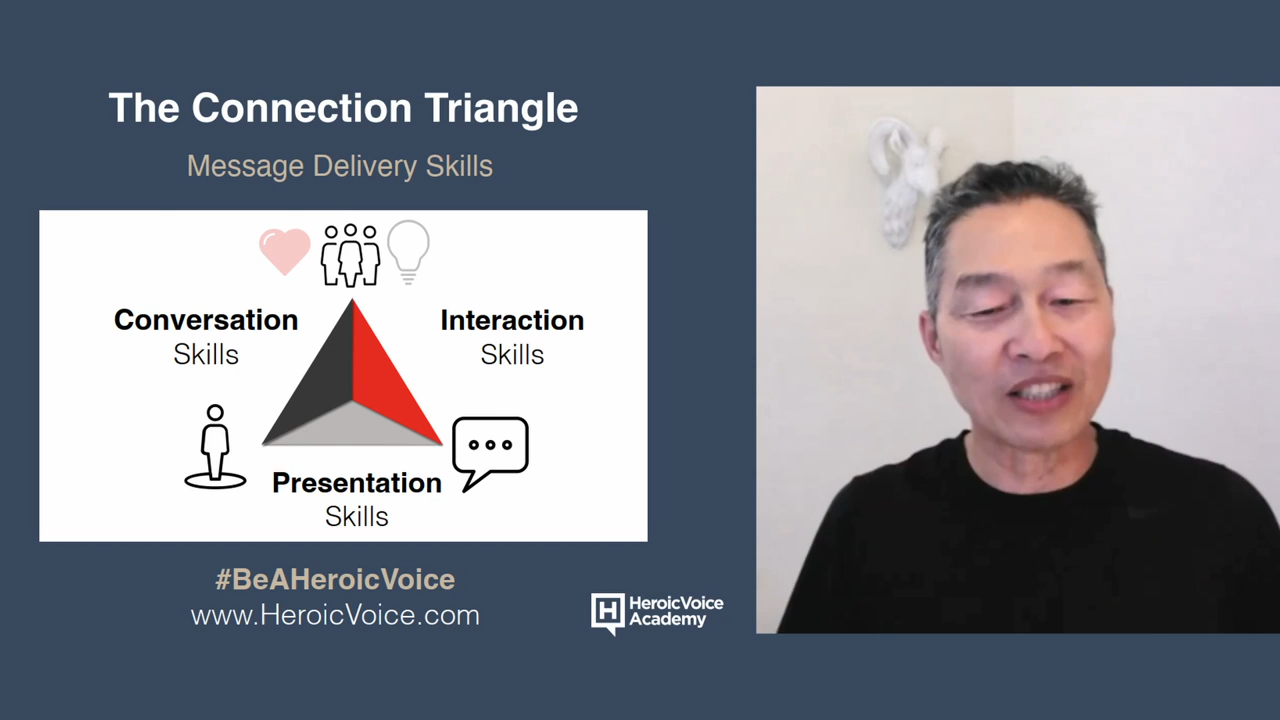 The Connection Triangle
Message Delivery Skills
Conversation
Skills
Interaction
Skills
Presentation
Skills
#BeAHeroicVoice
www.HeroicVoice.com
H
HeroicVoice
Academy